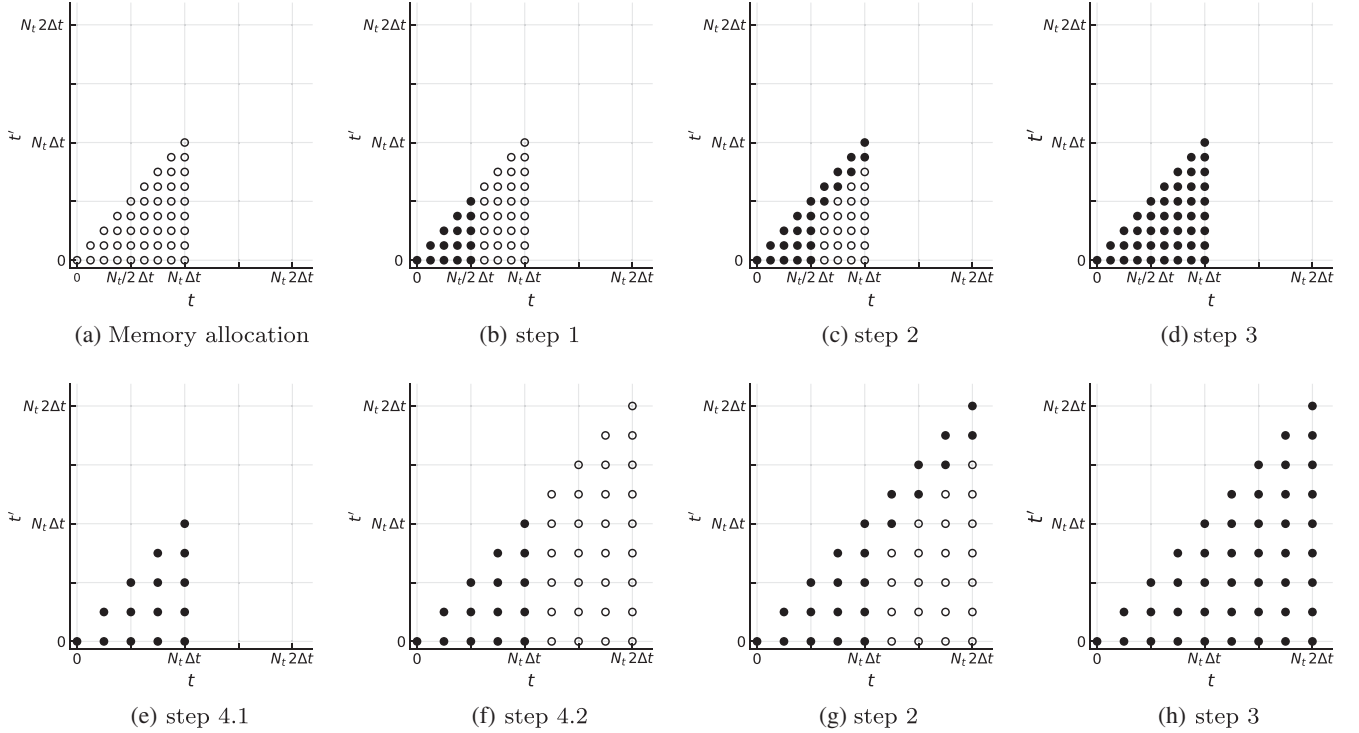 N_t 2Δt
N_t Δt
t′
0
0 N_t/2 Δt N_t Δt N_t 2Δt
t
(a) Memory allocation
N_t 2Δt
N_t Δt
t′
0
0 N_t/2 Δt N_t Δt N_t 2Δt
t
(b) step 1
N_t 2Δt
N_t Δt
t′
0
0 N_t/2 Δt N_t Δt N_t 2Δt
t
(c) step 2
N_t 2Δt
N_t Δt
t′
0
0 N_t/2 Δt N_t Δt N_t 2Δt
t
(d) step 3
N_t 2Δt
N_t Δt
t′
0
0 N_t Δt N_t 2Δt
t
(e) step 4.1
N_t 2Δt
N_t Δt
t′
0
0 N_t Δt N_t 2Δt
t
(f) step 4.2
N_t 2Δt
N_t Δt
t′
0
0 N_t Δt N_t 2Δt
t
(g) step 2
N_t 2Δt
N_t Δt
t′
0
0 N_t Δt N_t 2Δt
t
(h) step 3